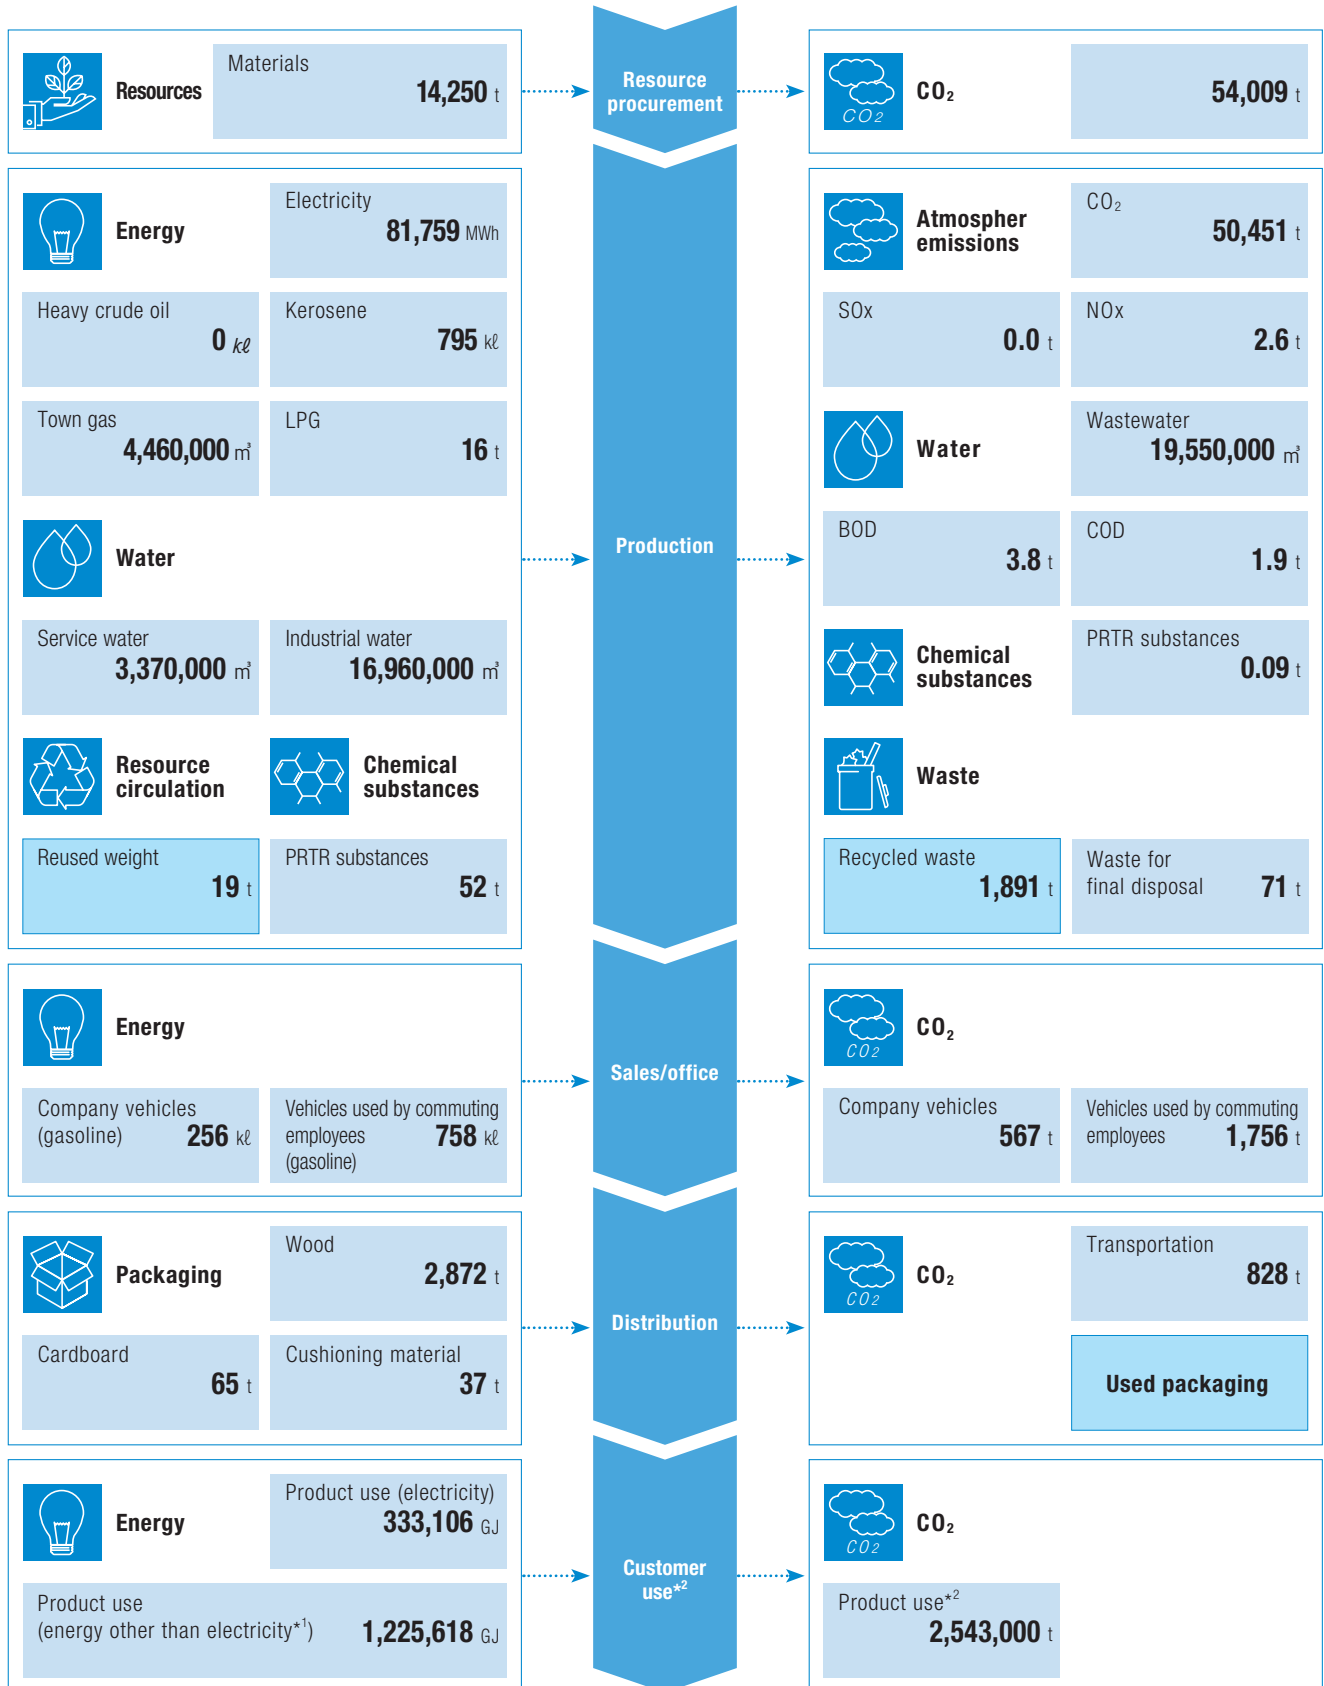 Resources
Materials
14,250 t
Resource
procurement
CO2
CO₂
54,009 t
Energy
Electricity
81,759 MWh
Heavy crude oil
0 kℓ
Kerosene
795 kℓ
Town gas
4,460,000 ㎥
LPG
16 t
Water
Service water
3,370,000 ㎥
Industrial water
16,960,000 ㎥
Resource
circulation
Chemical
substances
Reused weight
19 t
PRTR substances
52 t
Production
Atmospher
emissions
CO₂
50,451 t
SOx
0.0 t
NOx
2.6 t
Water
Wastewater
19,550,000 ㎥
BOD
3.8 t
COD
1.9 t
Chemical
substances
PRTR substances
0.09 t
Waste
Recycled waste
1,891 t
Waste for
final disposal 71 t
Energy
Company vehicles
(gasoline) 256 kℓ
Vehicles used by commuting
employees 758 kℓ
(gasoline)
Sales/office
CO2
CO₂
Company vehicles
567 t
Vehicles used by commuting
employees 1,756 t
Packaging
Wood
2,872 t
Cardboard
65 t
Cushioning material
37 t
Distribution
CO2
CO₂
Transportation
828 t
Used packaging
Energy
Product use (electricity)
333,106 GJ
Product use
(energy other than electricity*¹) 1,225,618 GJ
Customer
use*²
CO2
CO₂
Product use*²
2,543,000 t